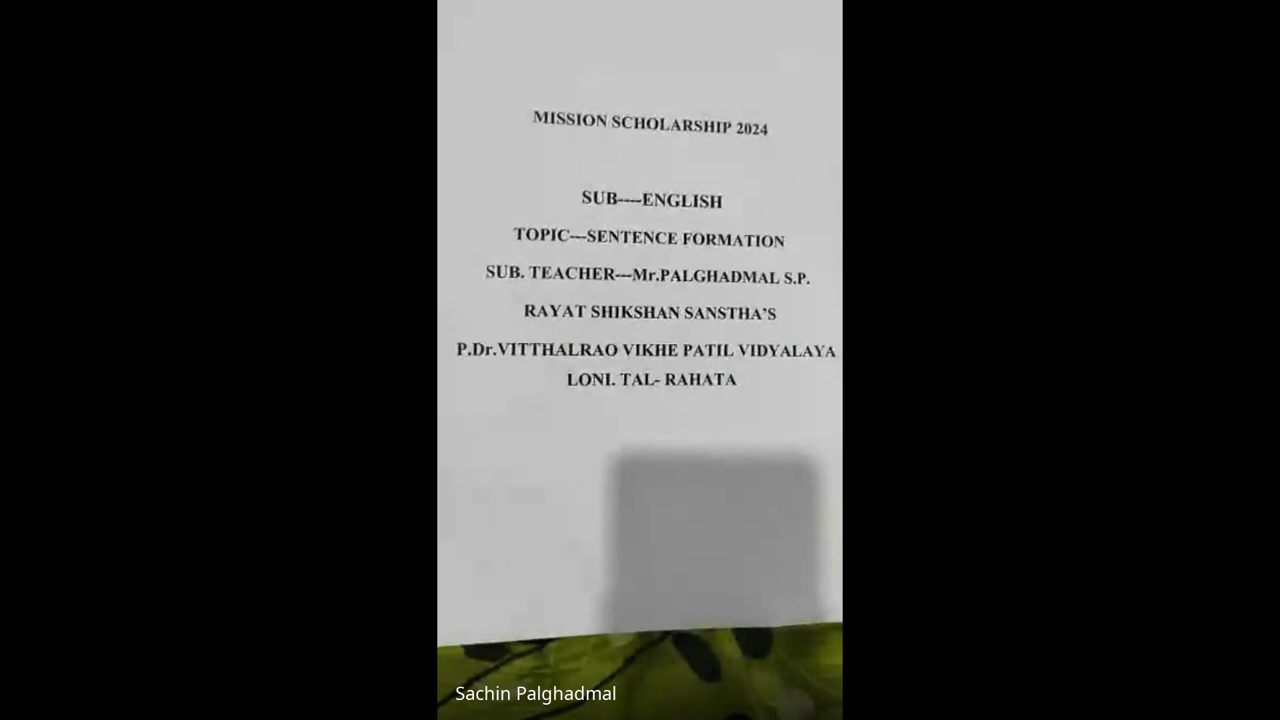 MISSION SCHOLARSHIP 2024
SUB----ENGLISH
TOPIC---SENTENCE FORMATION
SUB. TEACHER---Mr.PALGHADMAL S.P.
RAYAT SHIKSHAN SANSTHA'S
P.Dr.VITTHALRAO VIKHE PATIL VIDYALAYA
LONI. TAL- RAHATA
Sachin Palghadmal